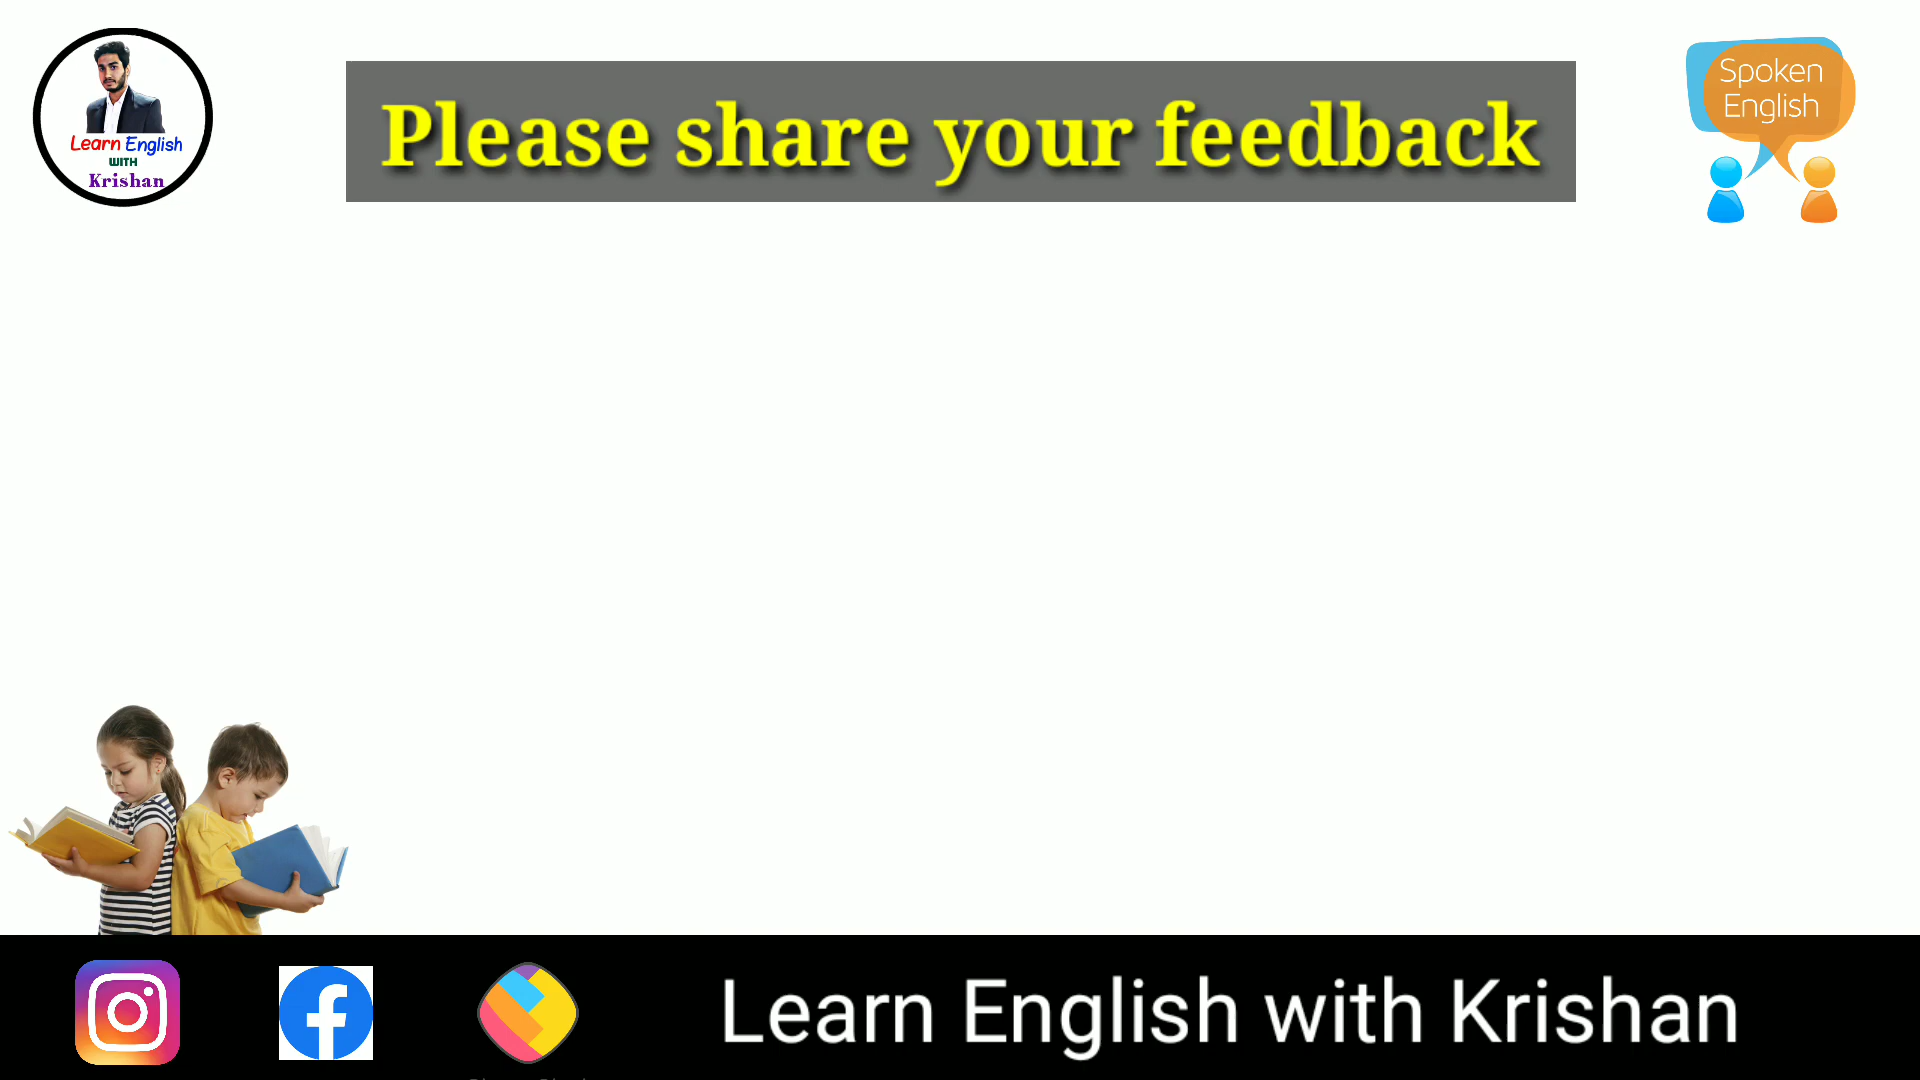 Learn English
WITH
Krishan
Please share your feedback
Spoken
English
Learn English with Krishan